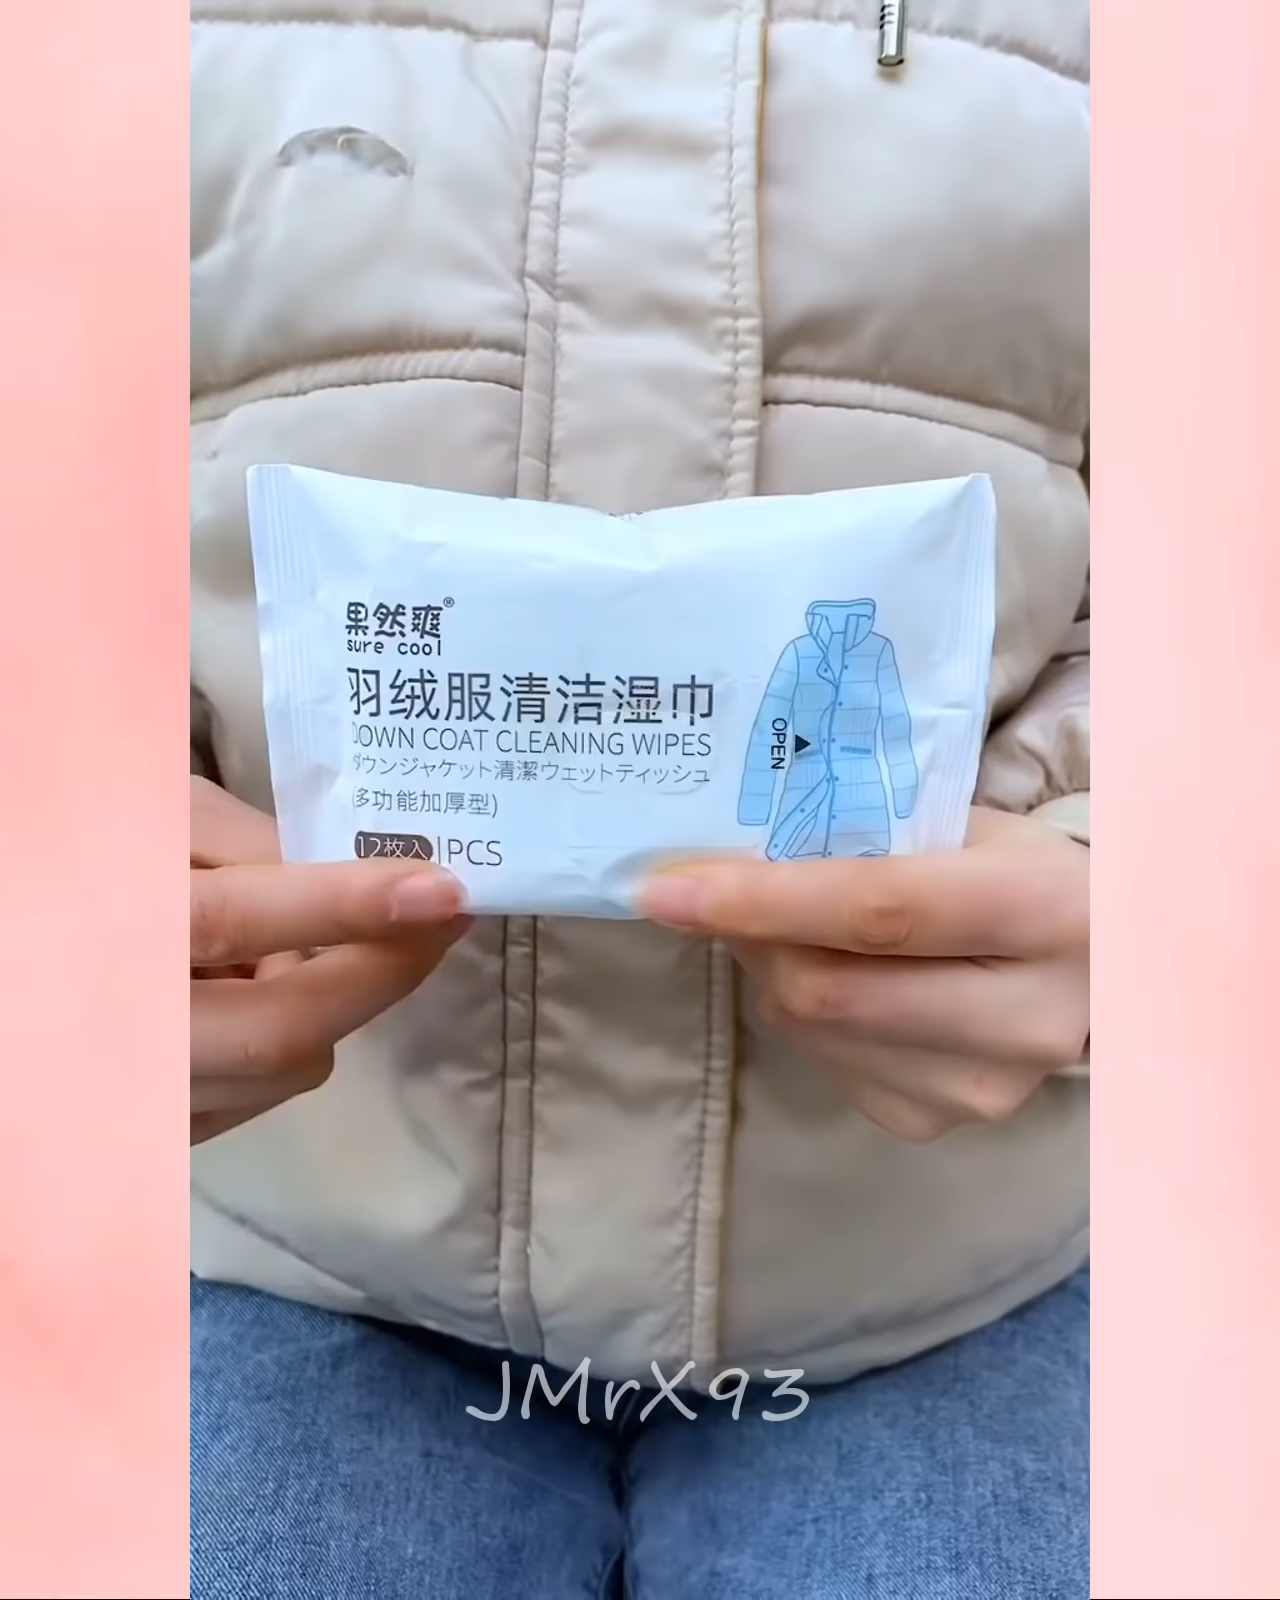 果然爽®
sure cool
羽绒服清洁湿巾
DOWN COAT CLEANING WIPES
ダウンジャケット清潔ウェットティッシュ
(多功能加厚型)
12枚入|PCS
OPEN
JMrX93